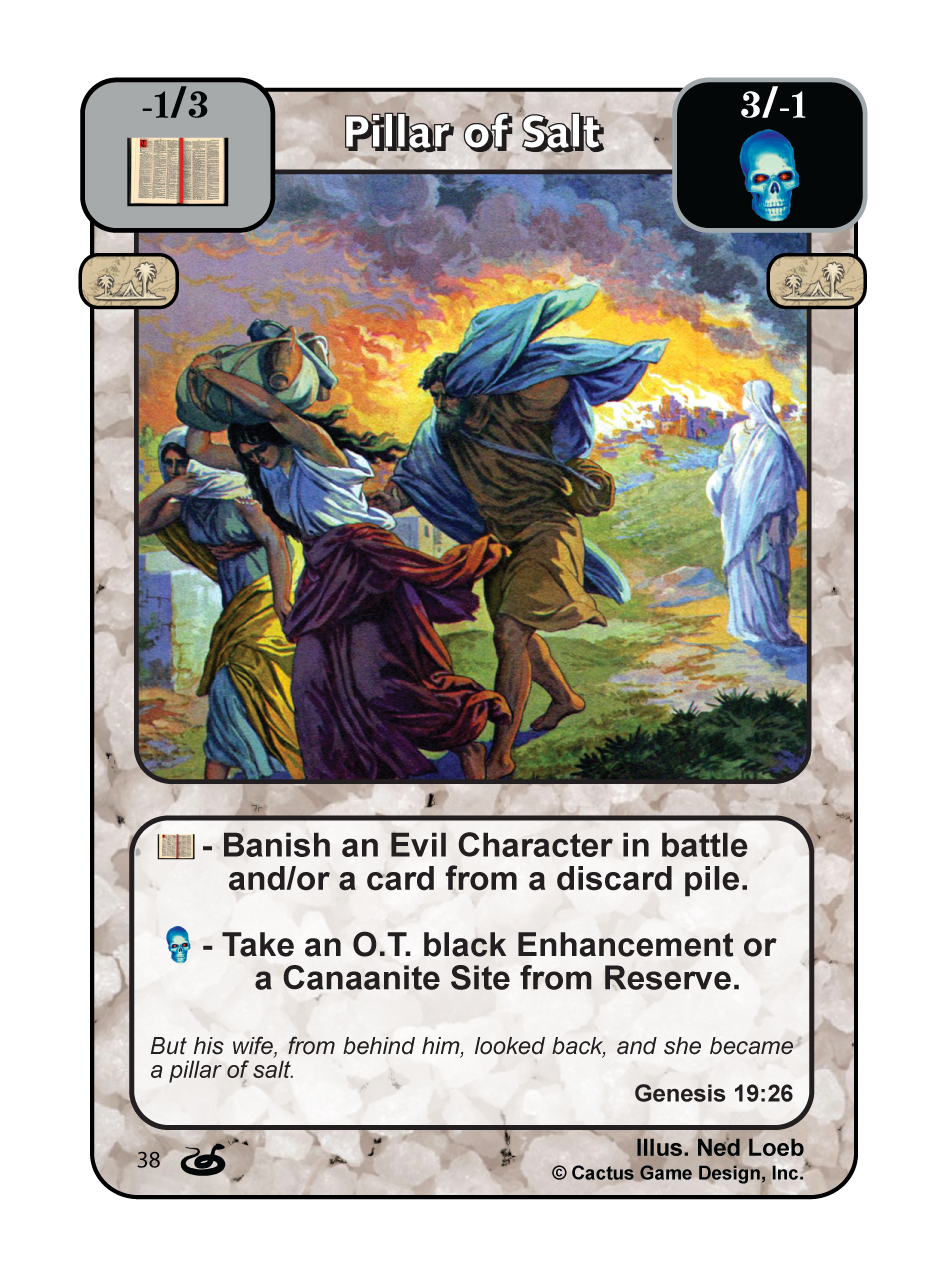 -1/3
Pillar of Salt
3/-1
- Banish an Evil Character in battle
and/or a card from a discard pile.
- Take an O.T. black Enhancement or
a Canaanite Site from Reserve.
But his wife, from behind him, looked back, and she became
a pillar of salt.
Genesis 19:26
38
Illus. Ned Loeb
© Cactus Game Design, Inc.